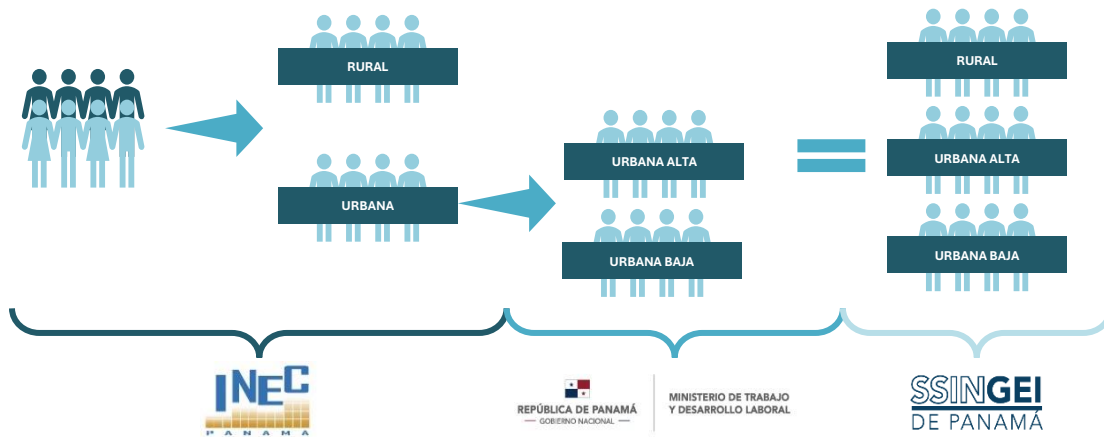 RURAL
URBANA
URBANA ALTA
URBANA BAJA
RURAL
URBANA ALTA
URBANA BAJA
INEC
PANAMÁ
REPÚBLICA DE PANAMÁ
— GOBIERNO NACIONAL —
MINISTERIO DE TRABAJO
Y DESARROLLO LABORAL
SSINGEI
DE PANAMÁ